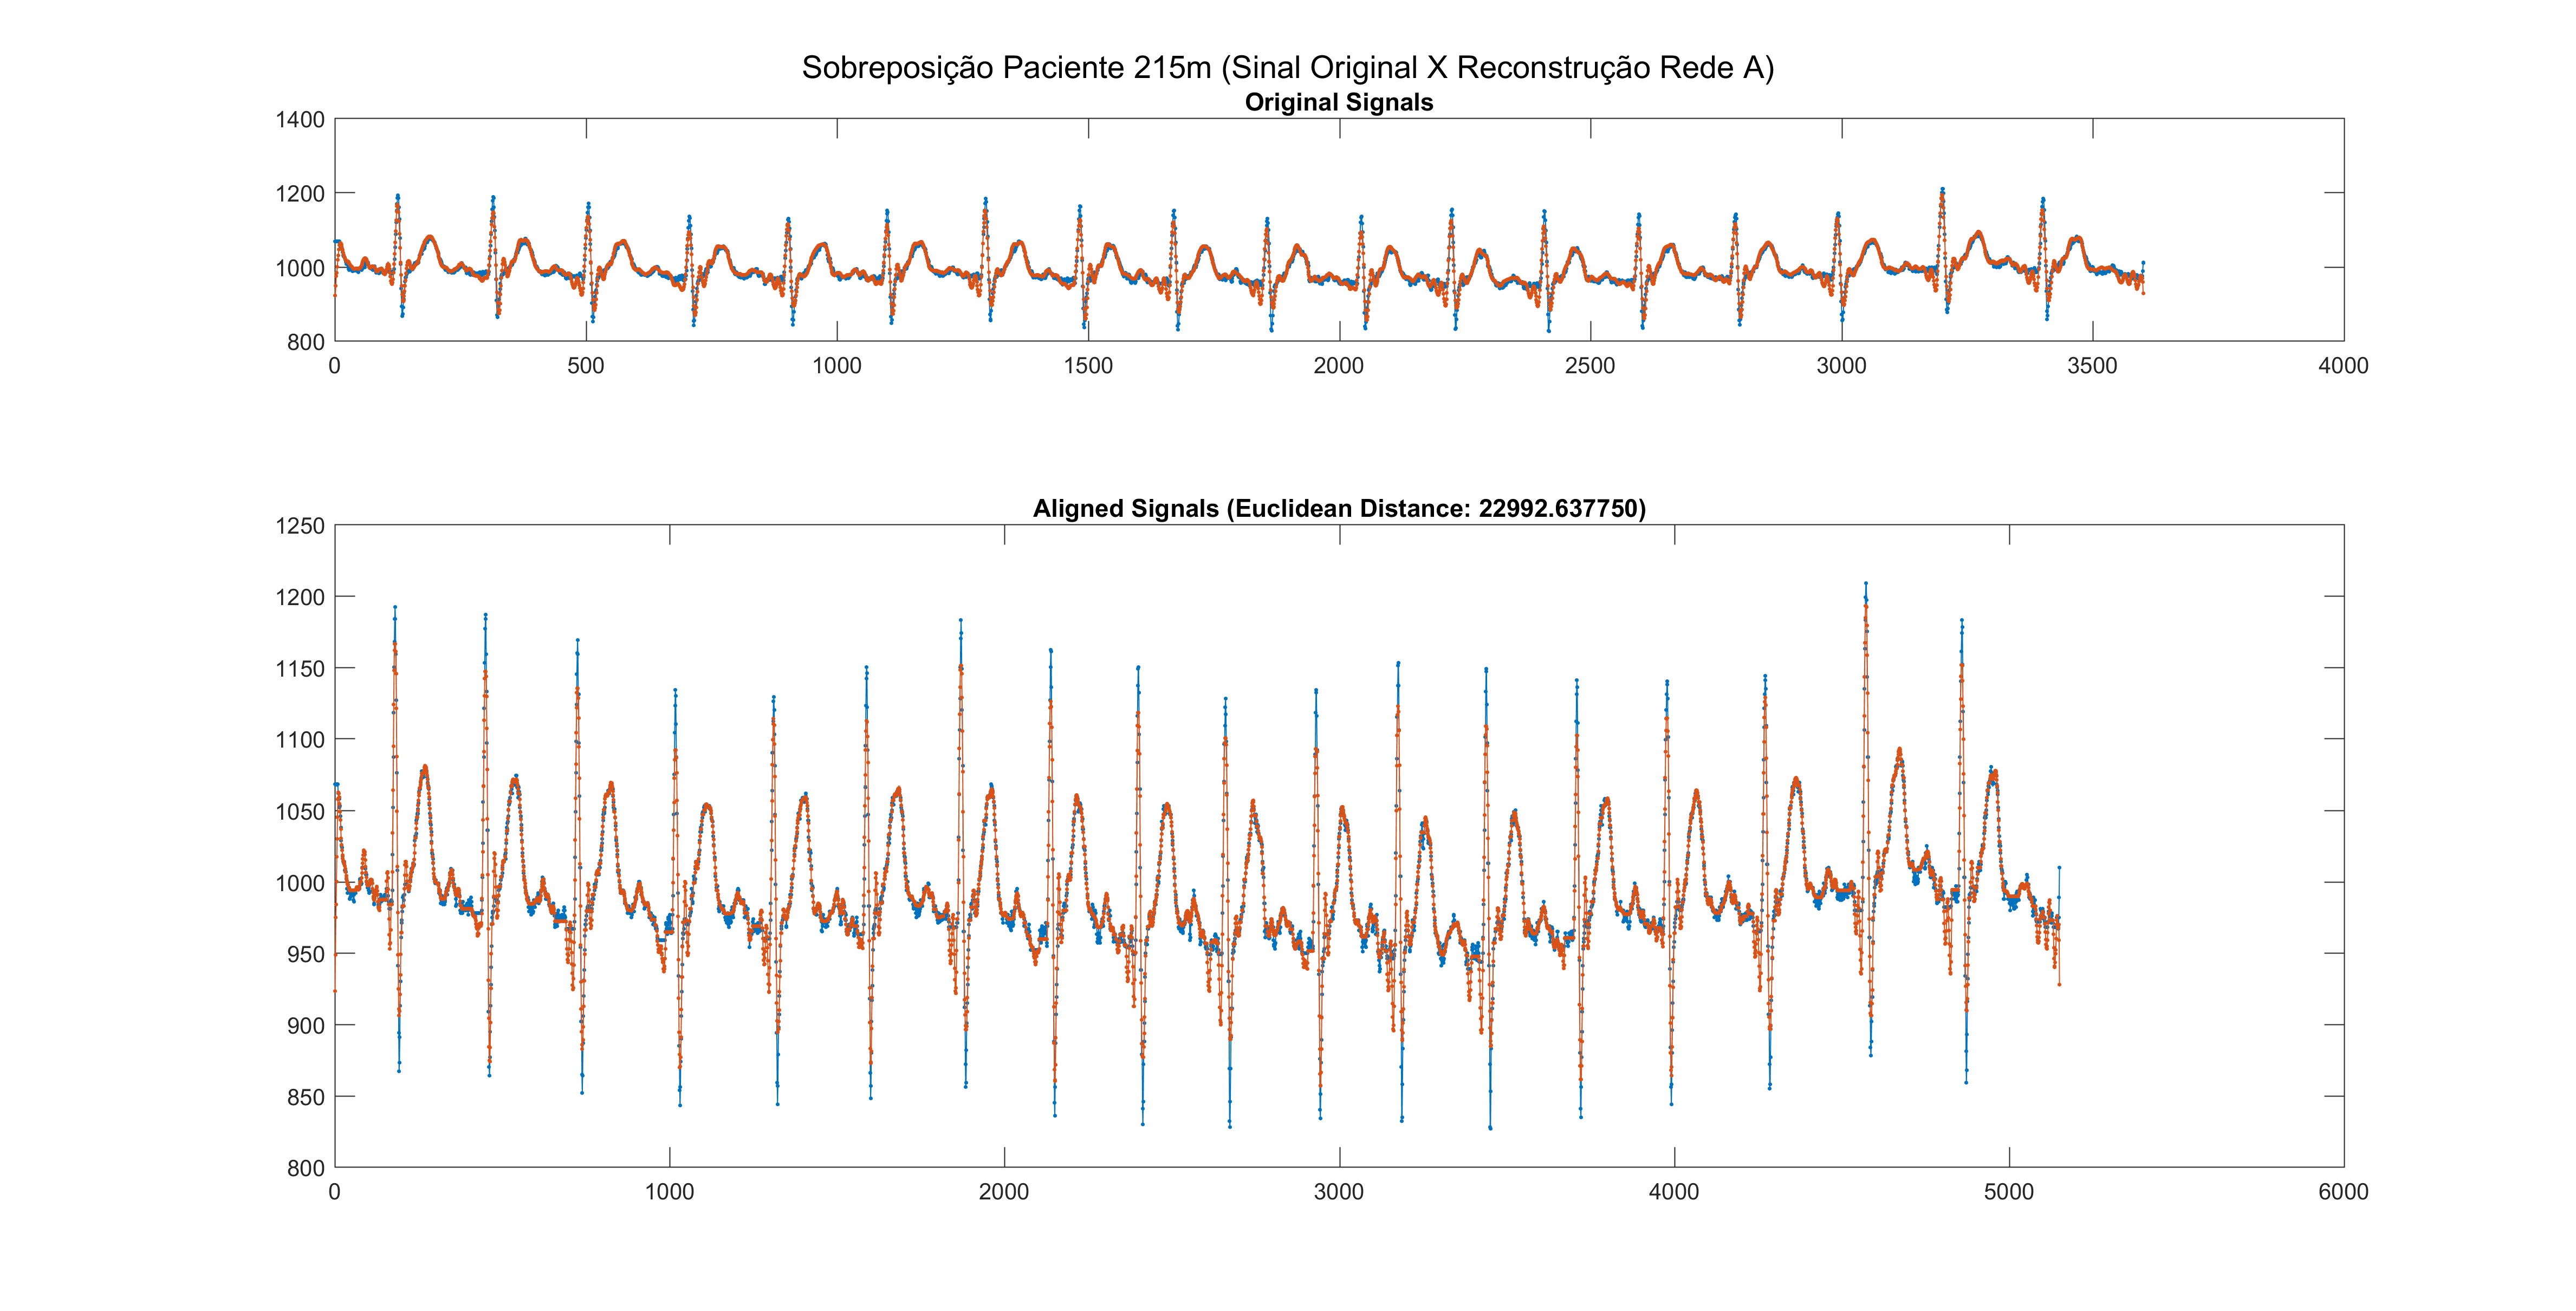 Sobreposição Paciente 215m (Sinal Original X Reconstrução Rede A)
Original Signals
1400
1200
1000
800
0 500 1000 1500 2000 2500 3000 3500 4000
Aligned Signals (Euclidean Distance: 22992.637750)
1250
1200
1150
1100
1050
1000
950
900
850
800
0 1000 2000 3000 4000 5000 6000